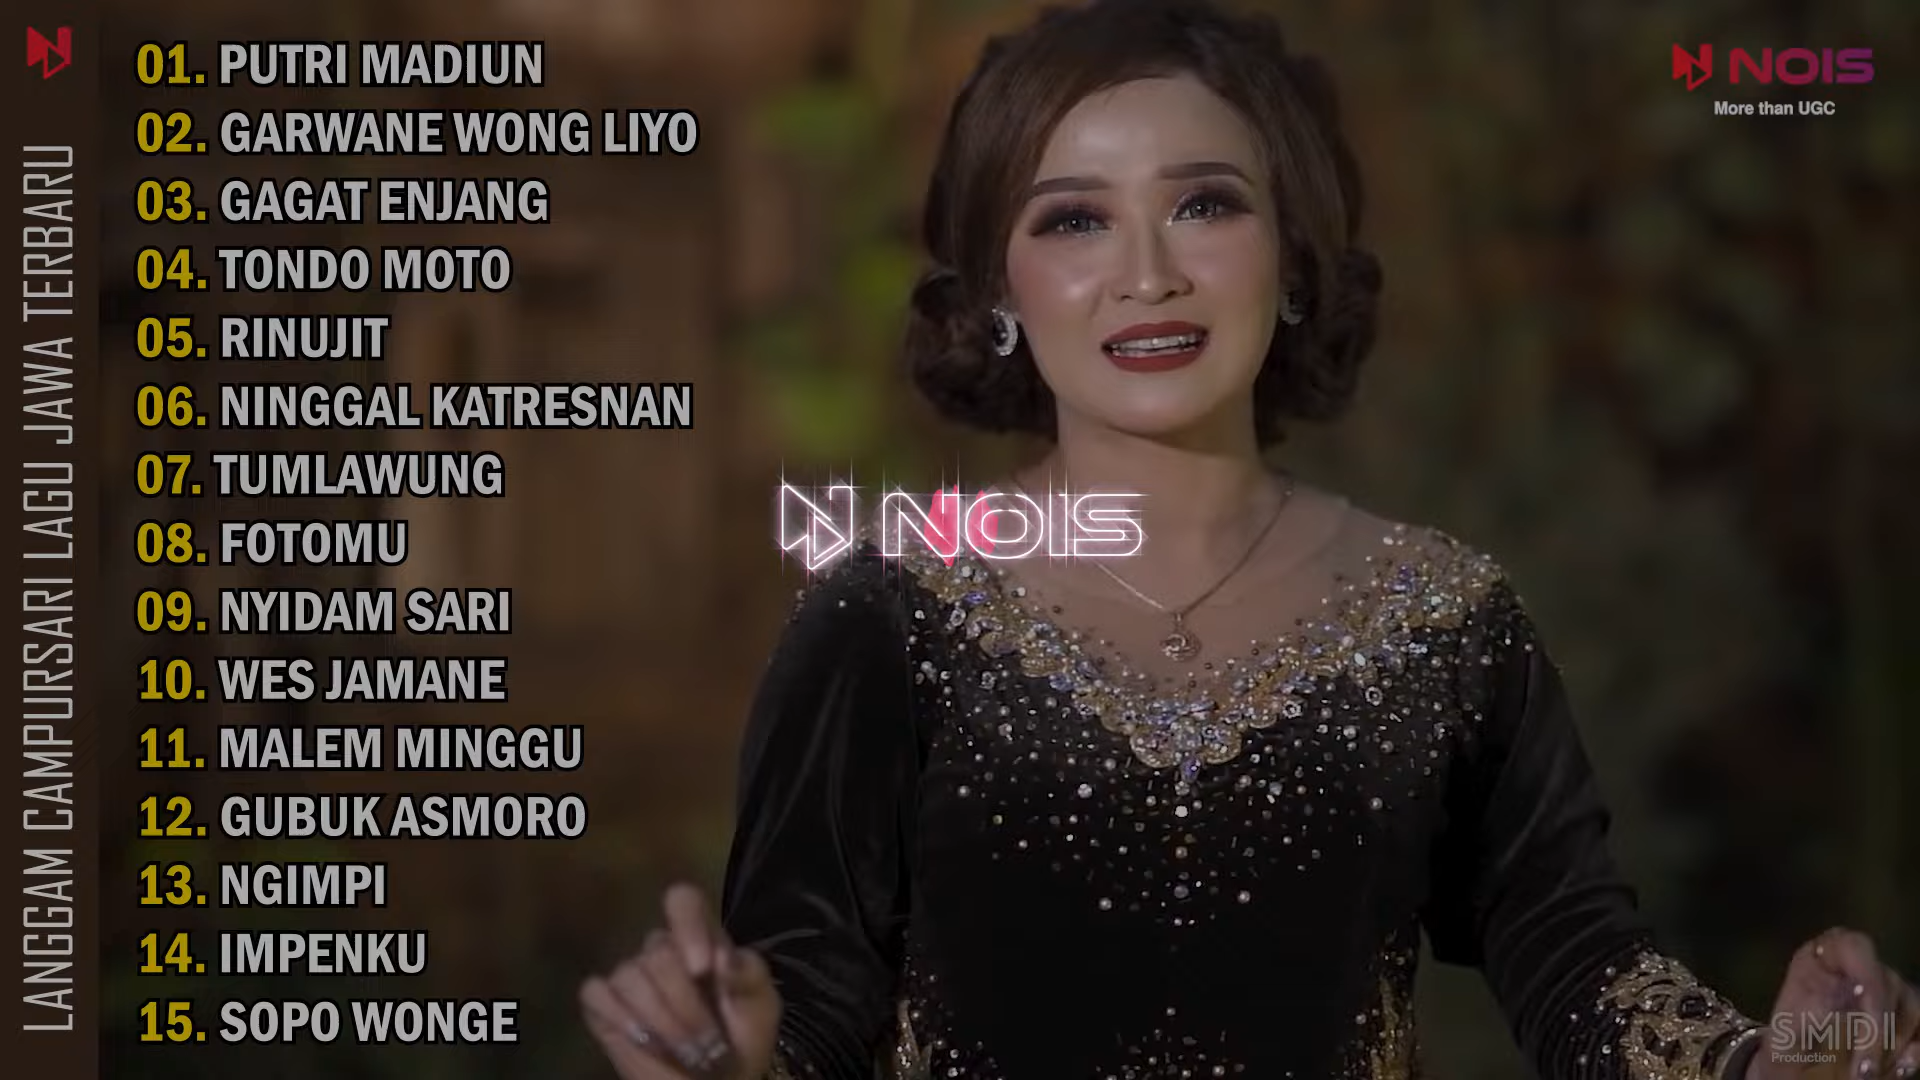 LANGGAM CAMPURSARI LAGU JAWA TERBARU
01. PUTRI MADIUN
02. GARWANE WONG LIYO
03. GAGAT ENJANG
04. TONDO MOTO
05. RINUJIT
06. NINGGAL KATRESNAN
07. TUMLAWUNG
08. FOTOMU
09. NYIDAM SARI
10. WES JAMANE
11. MALEM MINGGU
12. GUBUK ASMORO
13. NGIMPI
14. IMPENKU
15. SOPO WONGE
NOIS
NOIS
More than UGC
SMDI
Production